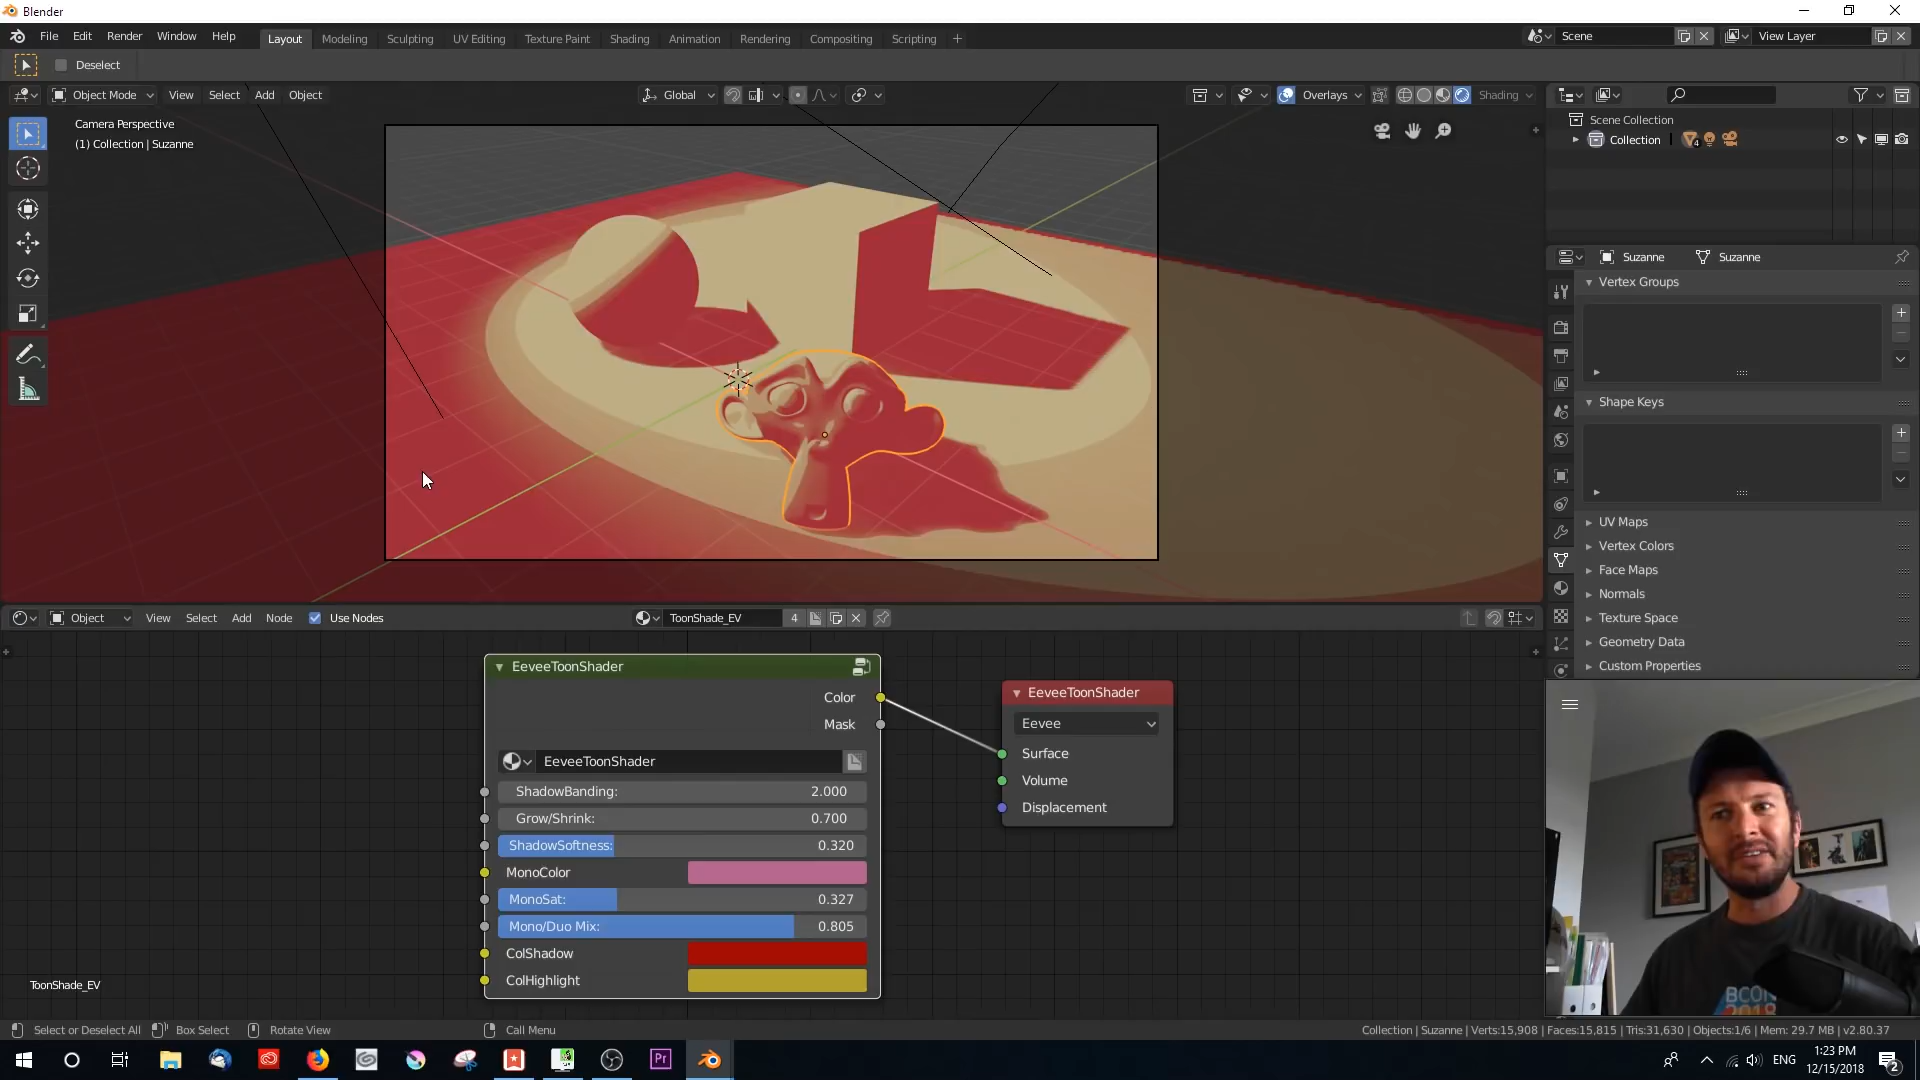 Blender
File Edit Render Window Help Layout Modeling Sculpting UV Editing Texture Paint Shading Animation Rendering Compositing Scripting Scene View Layer
Deselect
Object Mode View Select Add Object Global Overlays Shading
Camera Perspective
(1) Collection | Suzanne
Scene Collection
Collection
4
Suzanne Suzanne
Vertex Groups
Shape Keys
UV Maps
Vertex Colors
Face Maps
Normals
Texture Space
Geometry Data
Custom Properties
Object View Select Add Node Use Nodes ToonShade_EV 4
EeveeToonShader
Color
Mask
EeveeToonShader
ShadowBanding: 2.000
Grow/Shrink: 0.700
ShadowSoftness: 0.320
MonoColor
MonoSat: 0.327
Mono/Duo Mix: 0.805
ColShadow
ColHighlight
EeveeToonShader
Eevee
Surface
Volume
Displacement
ToonShade_EV
BCON
2018
Select or Deselect All Box Select Rotate View Call Menu Collection | Suzanne | Verts:15,908 | Faces:15,815 | Tris:31,630 | Objects:1/6 | Mem: 29.7 MB | v2.80.37
Pr ENG 1:23 PM
12/15/2018 2